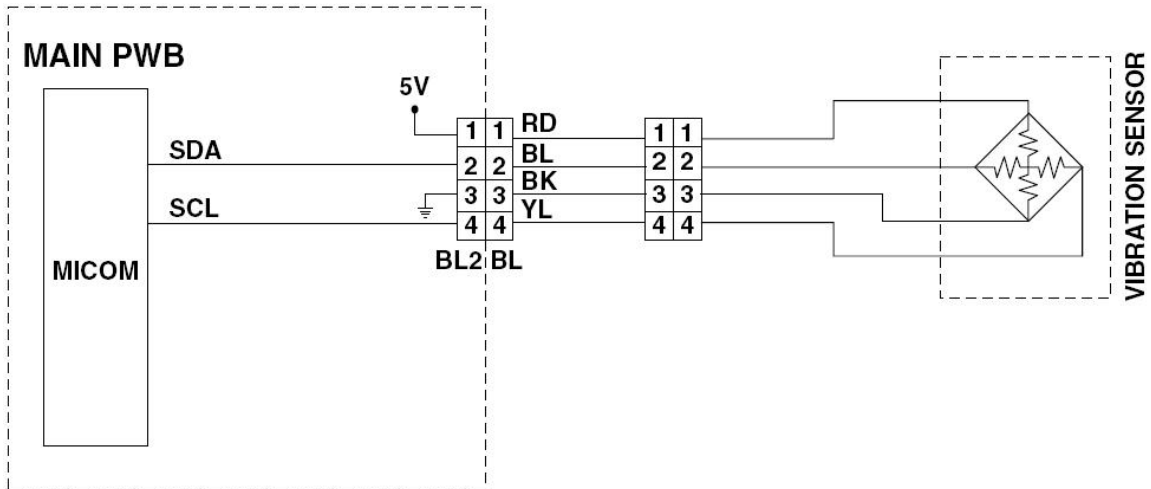 MAIN PWB
5V
1 1 RD 1 1
SDA
2 2 BL 2 2
3 3 BK 3 3
SCL
4 4 YL 4 4
BL2 BL
MICOM
VIBRATION SENSOR